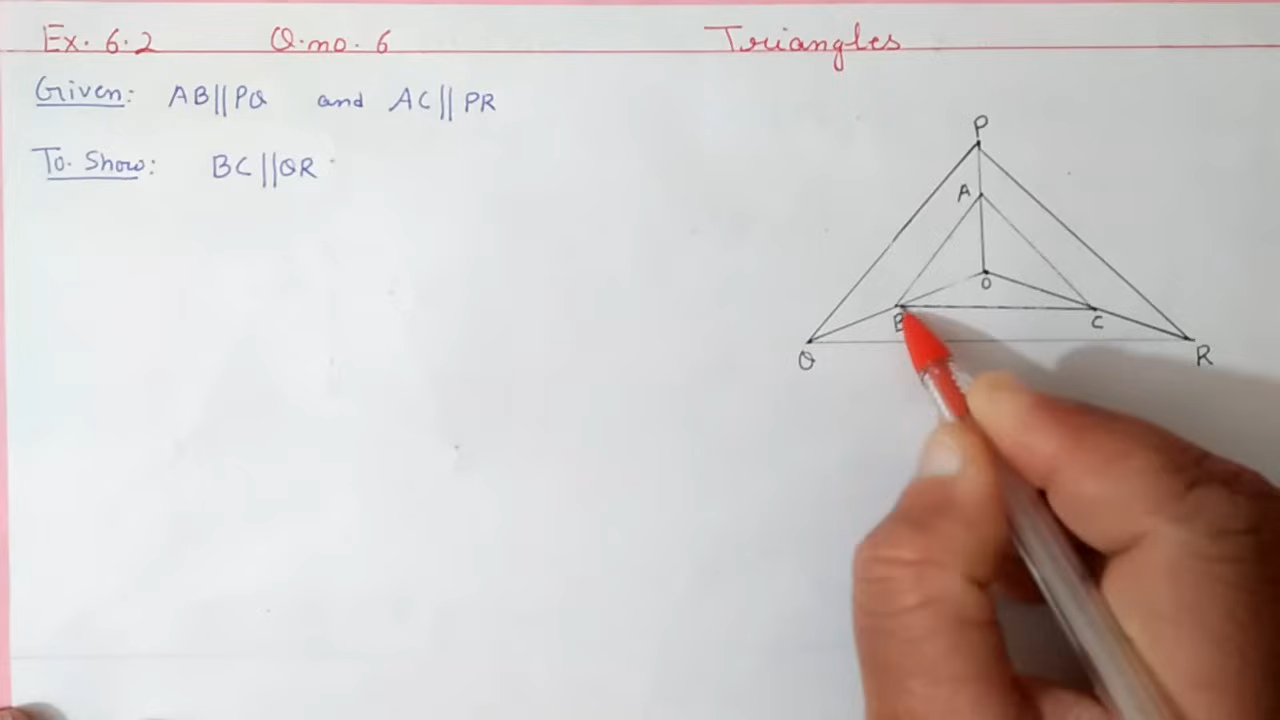 Ex. 6.2 Q.no. 6 Triangles
Given: AB||PQ and AC|| PR
To Show: BC||QR
P
A
O
B
C
Q
R